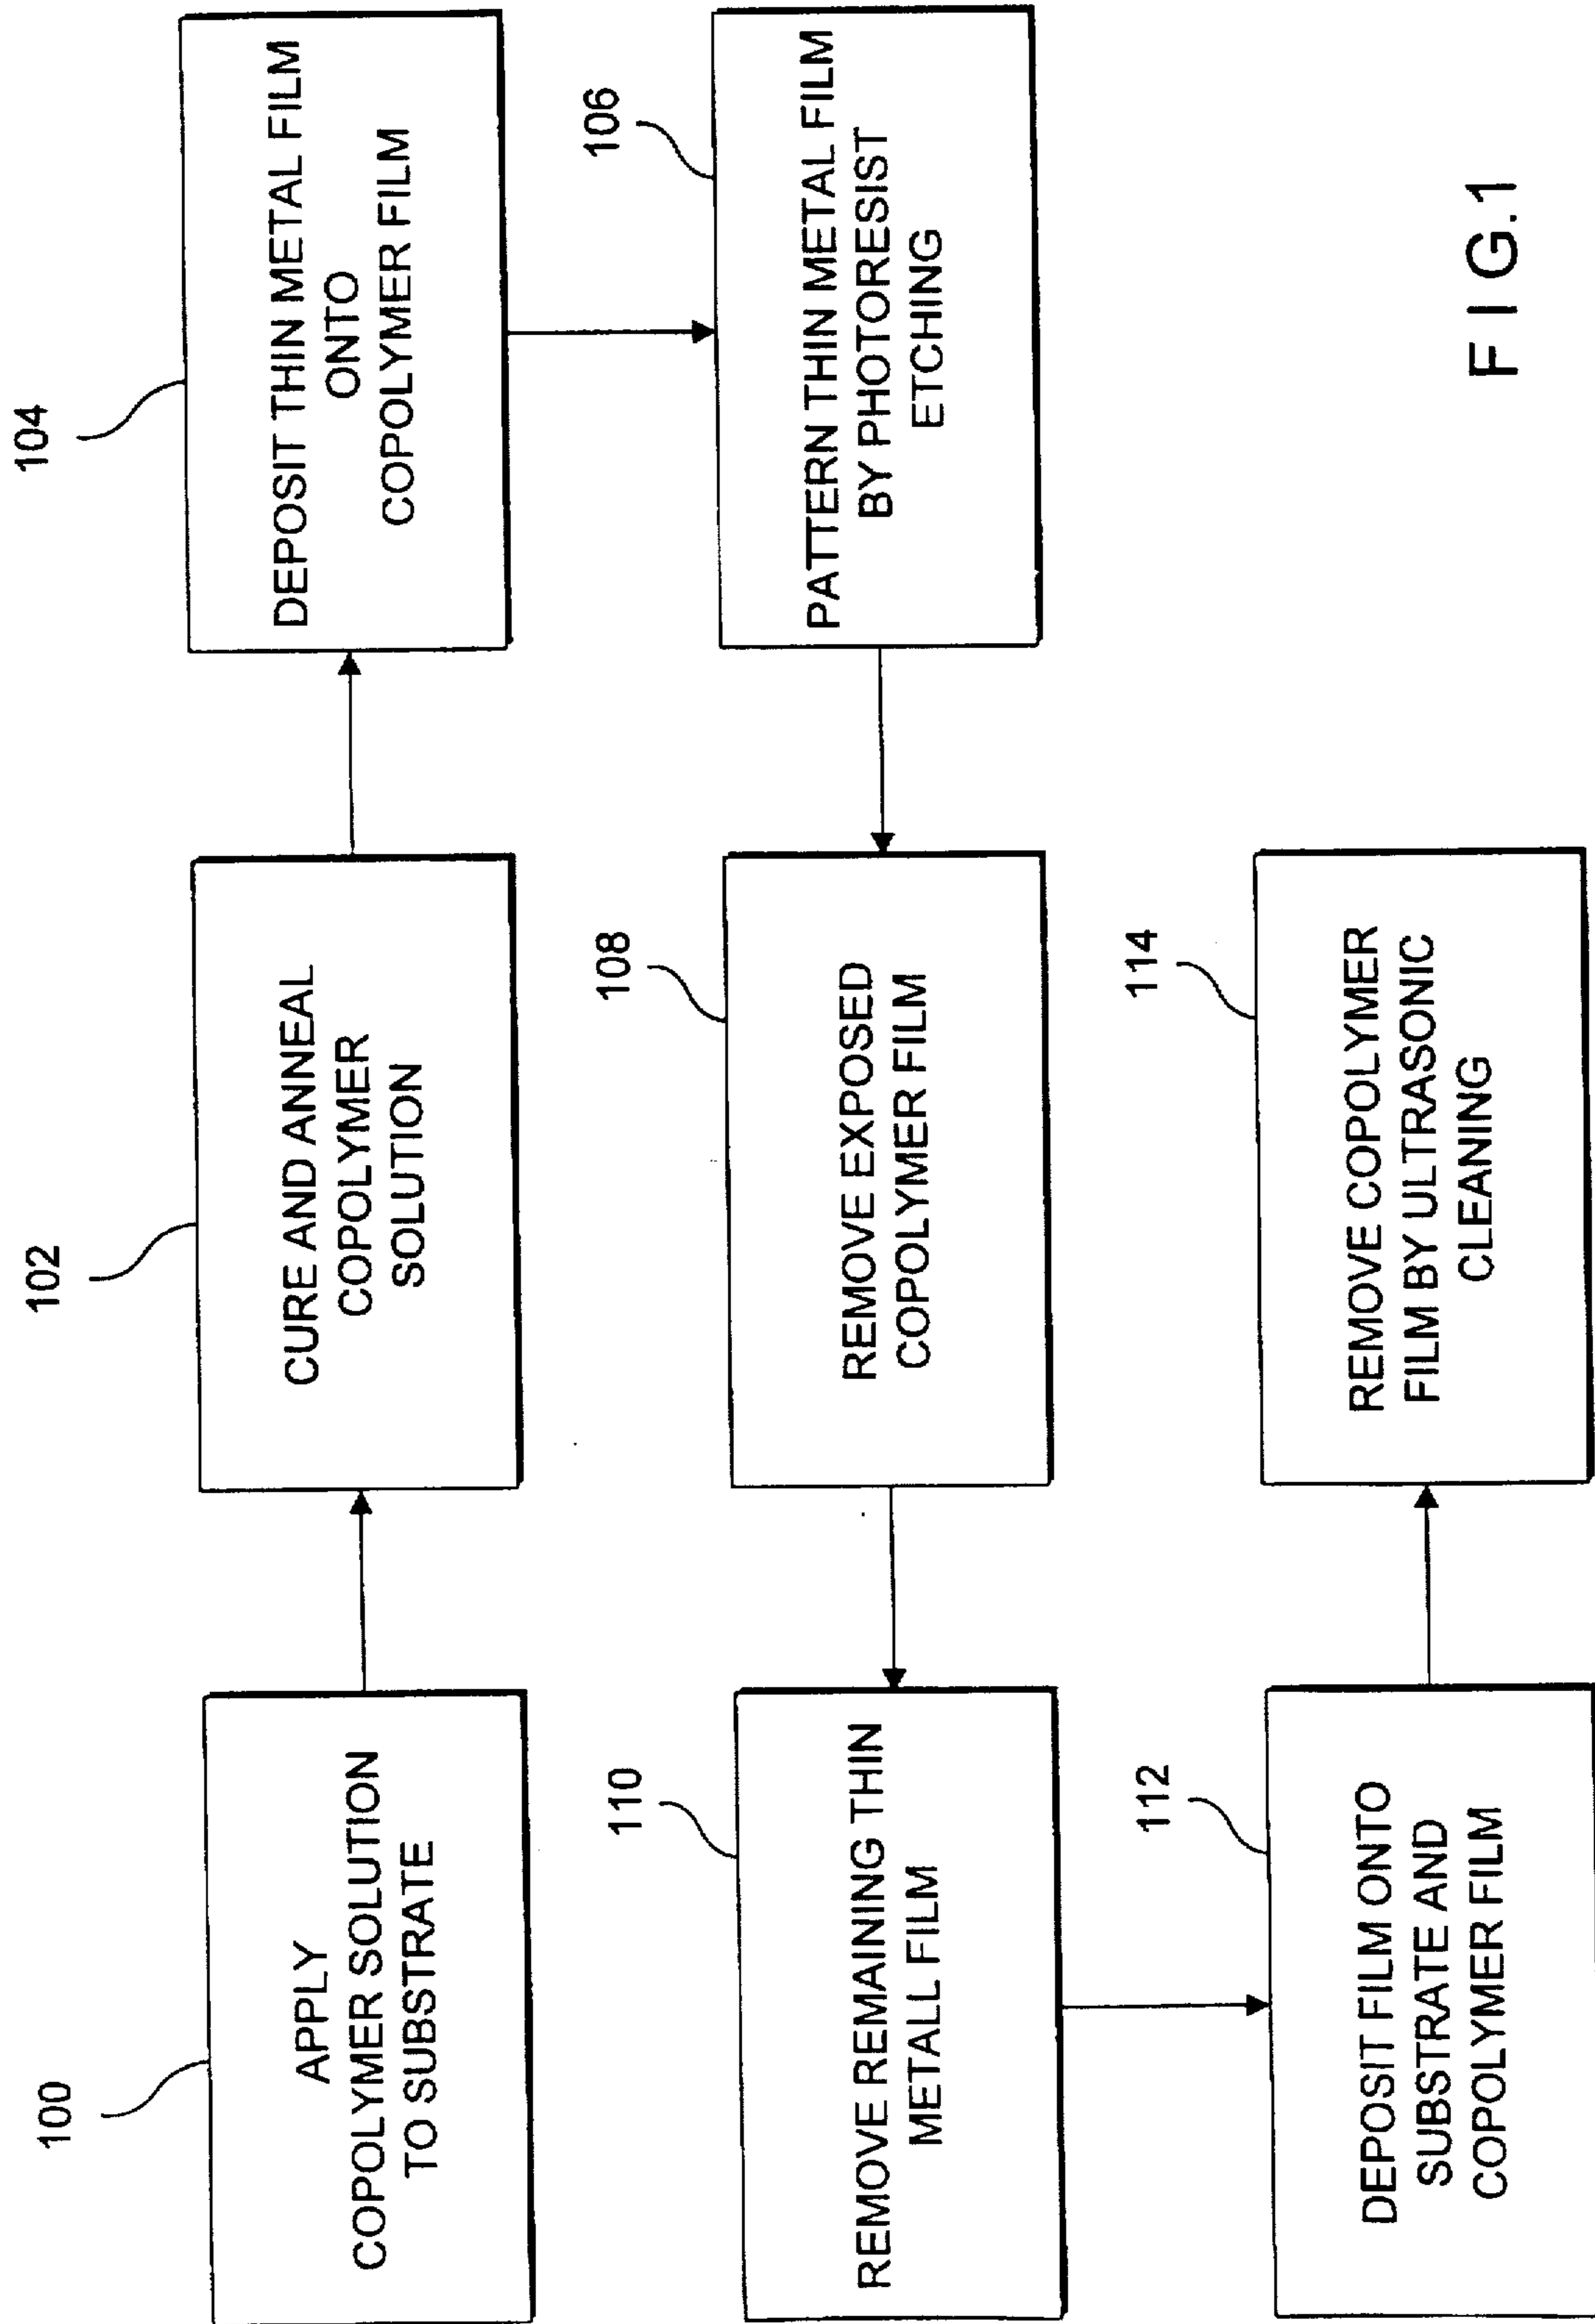 100
APPLY
COPOLYMER SOLUTION
TO SUBSTRATE
102
CURE AND ANNEAL
COPOLYMER
SOLUTION
104
DEPOSIT THIN METAL FILM
ONTO
COPOLYMER FILM
106
PATTERN THIN METAL FILM
BY PHOTORESIST
ETCHING
108
REMOVE EXPOSED
COPOLYMER FILM
110
REMOVE REMAINING THIN
METALL FILM
112
DEPOSIT FILM ONTO
SUBSTRATE AND
COPOLYMER FILM
114
REMOVE COPOLYMER
FILM BY ULTRASONIC
CLEANING
FIG.1